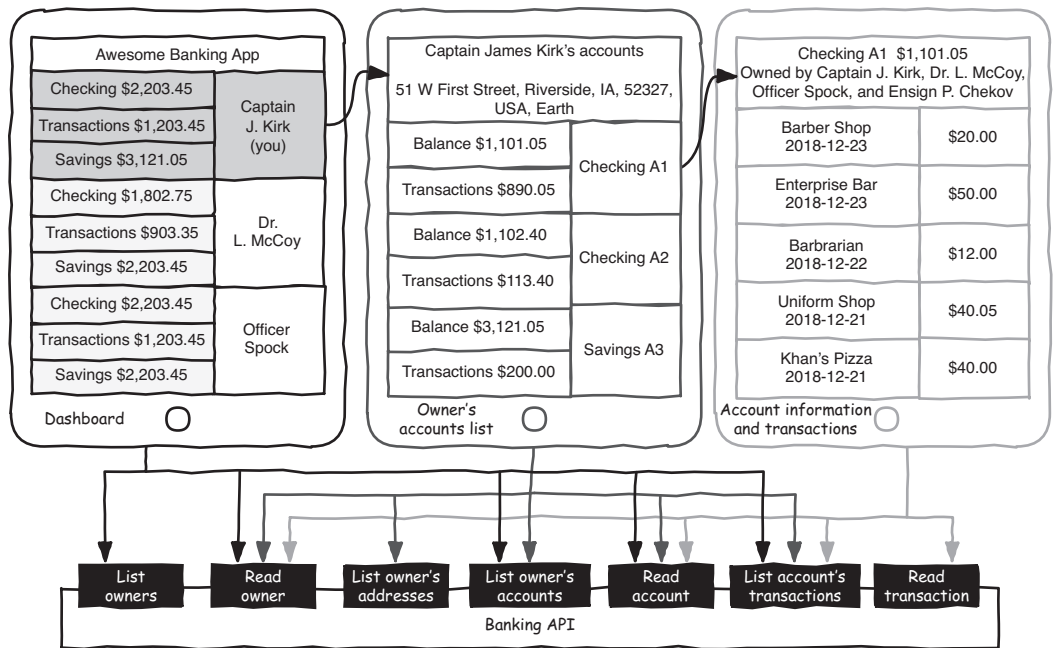 Awesome Banking App
Checking $2,203.45
Transactions $1,203.45
Savings $3,121.05
Captain
J. Kirk
(you)
Checking $1,802.75
Transactions $903.35
Savings $2,203.45
Dr.
L. McCoy
Checking $2,203.45
Transactions $1,203.45
Savings $2,203.45
Officer
Spock
Dashboard
Captain James Kirk's accounts
51 W First Street, Riverside, IA, 52327,
USA, Earth
Balance $1,101.05
Transactions $890.05
Checking A1
Balance $1,102.40
Transactions $113.40
Checking A2
Balance $3,121.05
Transactions $200.00
Savings A3
Owner's
accounts list
Checking A1 $1,101.05
Owned by Captain J. Kirk, Dr. L. McCoy,
Officer Spock, and Ensign P. Chekov
Barber Shop
2018-12-23
$20.00
Enterprise Bar
2018-12-23
$50.00
Barbrarian
2018-12-22
$12.00
Uniform Shop
2018-12-21
$40.05
Khan's Pizza
2018-12-21
$40.00
Account information
and transactions
List
owners
Read
owner
List owner's
addresses
List owner's
accounts
Read
account
List account's
transactions
Read
transaction
Banking API